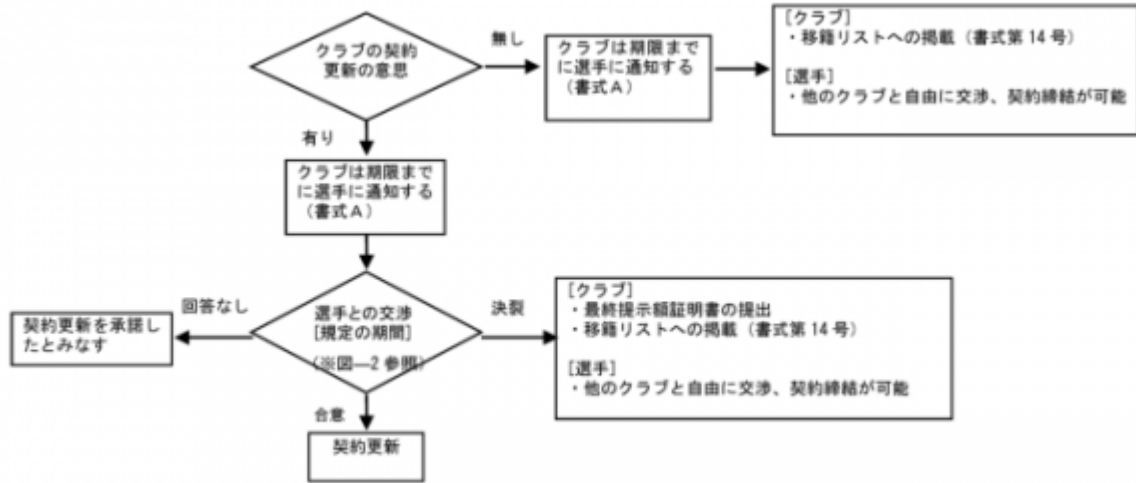 クラブの契約
更新の意思
無し
クラブは期限まで
に選手に通知する
(書式A)
[クラブ]
・移籍リストへの掲載(書式第14号)
[選手]
・他のクラブと自由に交渉、契約締結が可能
有り
クラブは期限まで
に選手に通知する
(書式A)
回答なし
契約更新を承諾し
たとみなす
選手との交渉
[規定の期間]
(※図―2参照)
決裂
[クラブ]
・最終提示額証明書の提出
・移籍リストへの掲載(書式第14号)
[選手]
・他のクラブと自由に交渉、契約締結が可能
合意
契約更新